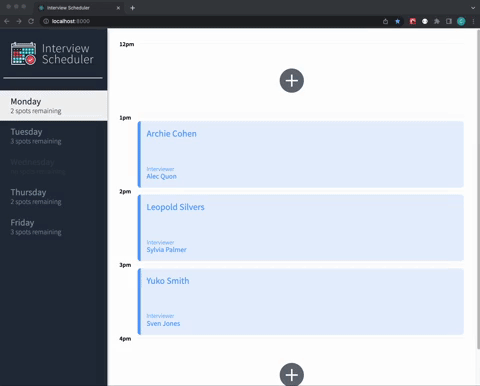 Interview Scheduler
localhost:8000
Interview
Scheduler
Monday
2 spots remaining
Tuesday
3 spots remaining
Wednesday
Thursday
2 spots remaining
Friday
3 spots remaining
12pm
1pm
Archie Cohen
Interviewer
Alec Quon
2pm
Leopold Silvers
Interviewer
Sylvia Palmer
3pm
Yuko Smith
Interviewer
Sven Jones
4pm